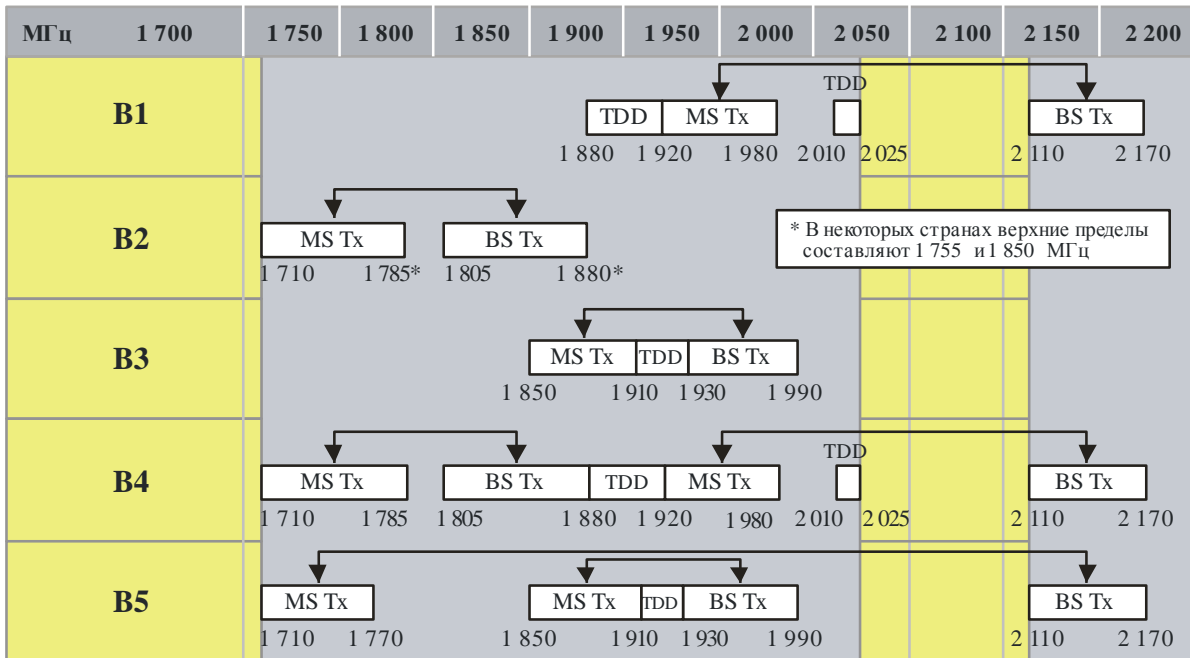 МГц 1 700 1 750 1 800 1 850 1 900 1 950 2 000 2 050 2 100 2 150 2 200
B1
TDD MS Tx TDD BS Tx
1 880 1 920 1 980 2 010 2 025 2 110 2 170
B2
MS Tx BS Tx
1 710 1 785* 1 805 1 880*
* В некоторых странах верхние пределы
составляют 1 755 и 1 850 МГц
B3
MS Tx TDD BS Tx
1 850 1 910 1 930 1 990
B4
MS Tx BS Tx TDD MS Tx TDD BS Tx
1 710 1 785 1 805 1 880 1 920 1 980 2 010 2 025 2 110 2 170
B5
MS Tx MS Tx TDD BS Tx BS Tx
1 710 1 770 1 850 1 910 1 930 1 990 2 110 2 170